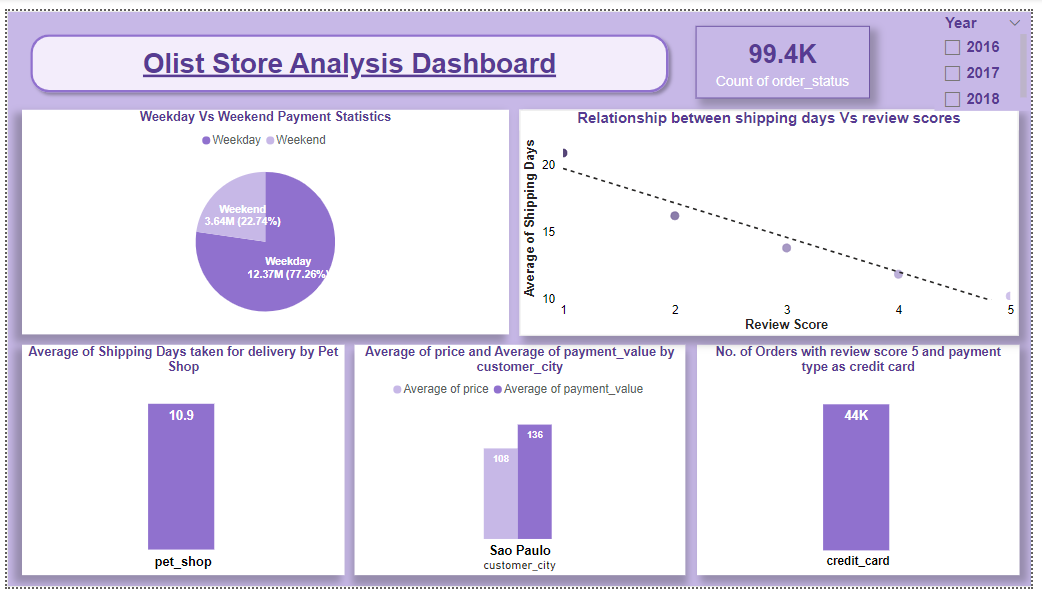 Olist Store Analysis Dashboard
99.4K
Count of order_status
Year
2016
2017
2018
Weekday Vs Weekend Payment Statistics
Weekday Weekend
Weekend
3.64M (22.74%)
Weekday
12.37M (77.26%)
Relationship between shipping days Vs review scores
Average of Shipping Days
20
15
10
1 2 3 4 5
Review Score
Average of Shipping Days taken for delivery by Pet
Shop
10.9
pet_shop
Average of price and Average of payment_value by
customer_city
Average of price Average of payment_value
108
136
Sao Paulo
customer_city
No. of Orders with review score 5 and payment
type as credit card
44K
credit_card